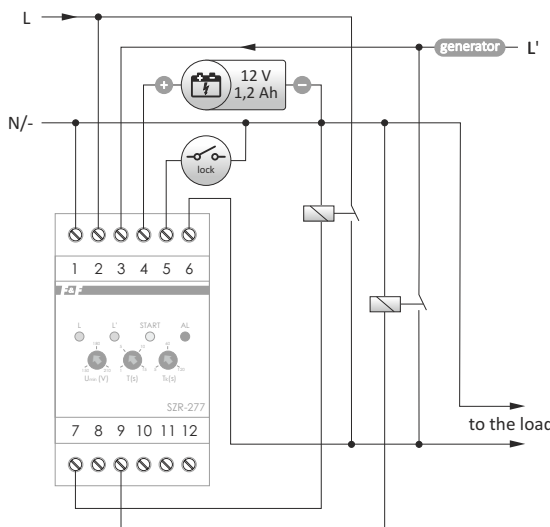 L
generator
L'
+
12 V
1,2 Ah
−
N/-
lock
1 2 3 4 5 6
F&F
L L' START AL
Umin (V) T(s) Tr(s)
SZR-277
7 8 9 10 11 12
to the load